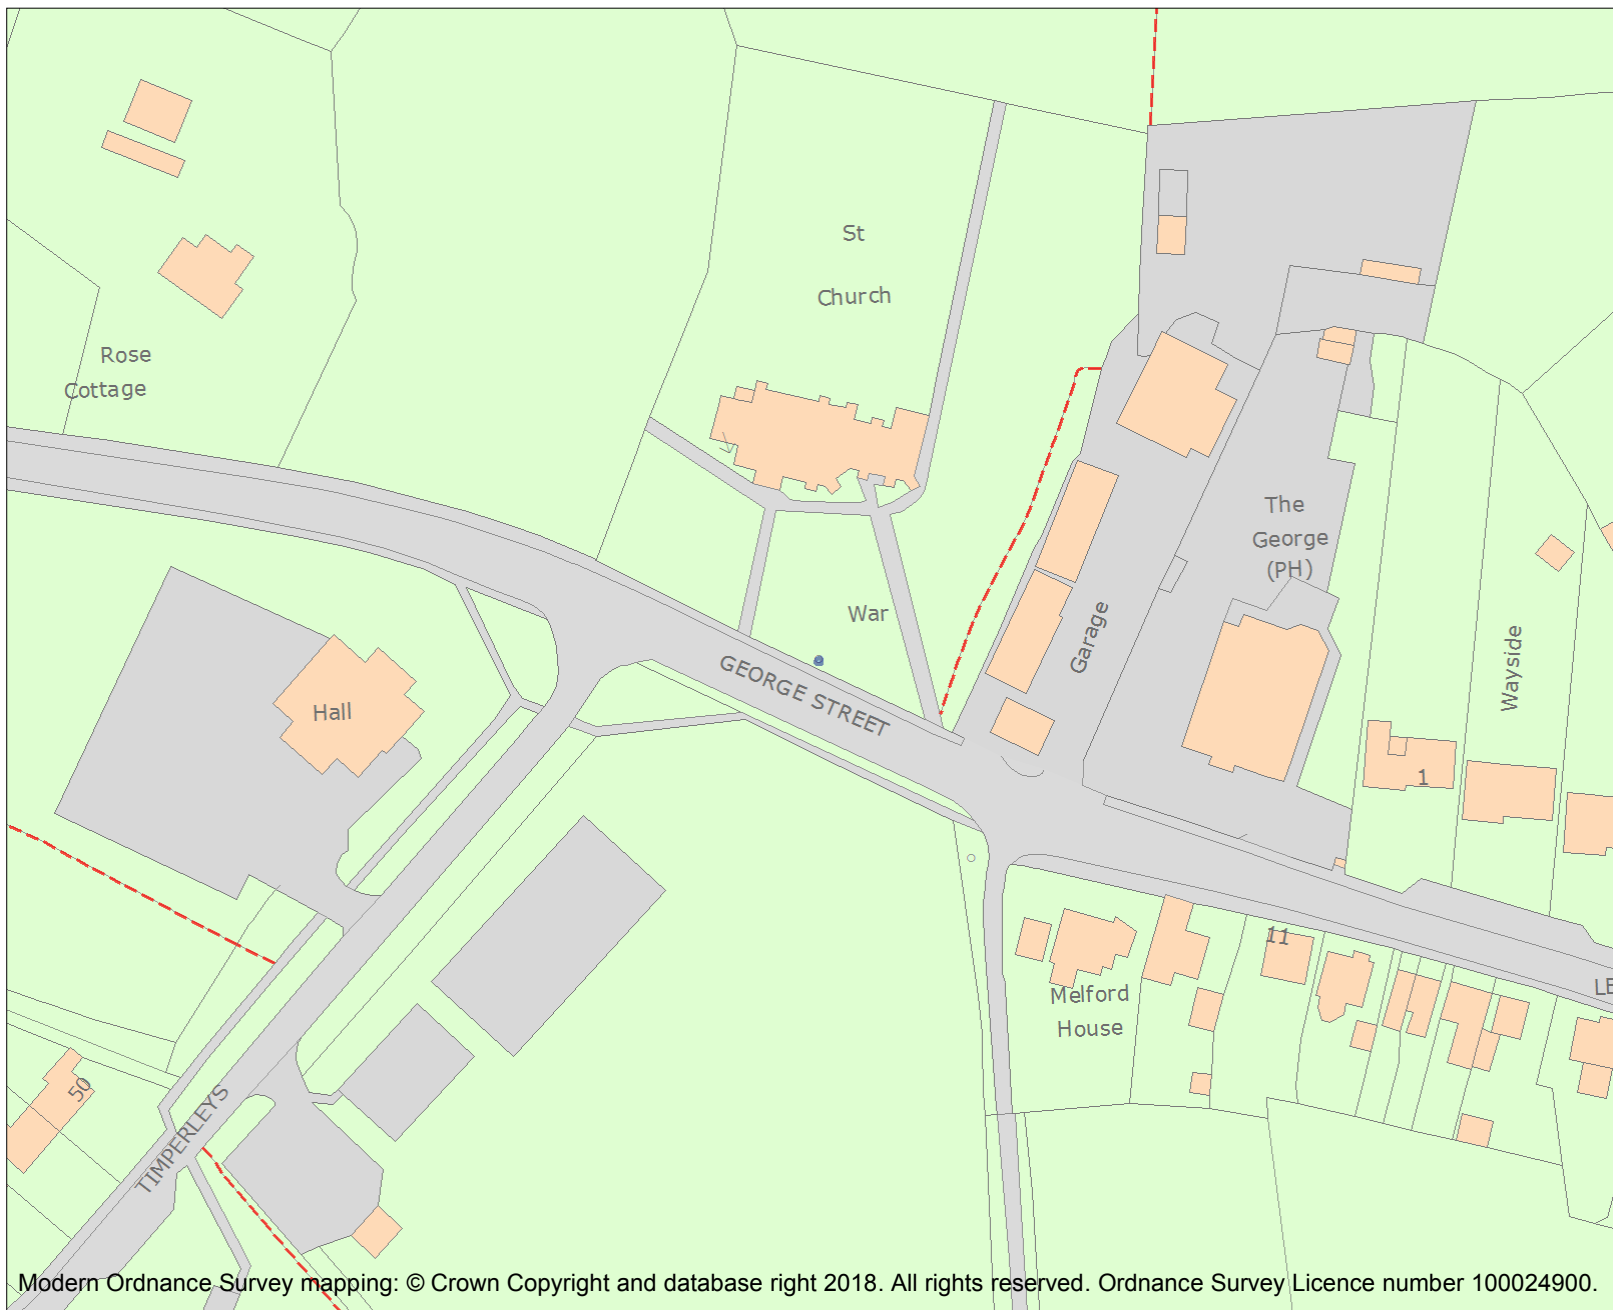 St
Church
Rose
Cottage
The
George
(PH)
War
Garage
Wayside
GEORGE STREET
Hall
1
11
LE
Melford
House
50
TIMPERLEYS
Modern Ordnance Survey mapping: © Crown Copyright and database right 2018. All rights reserved. Ordnance Survey Licence number 100024900.